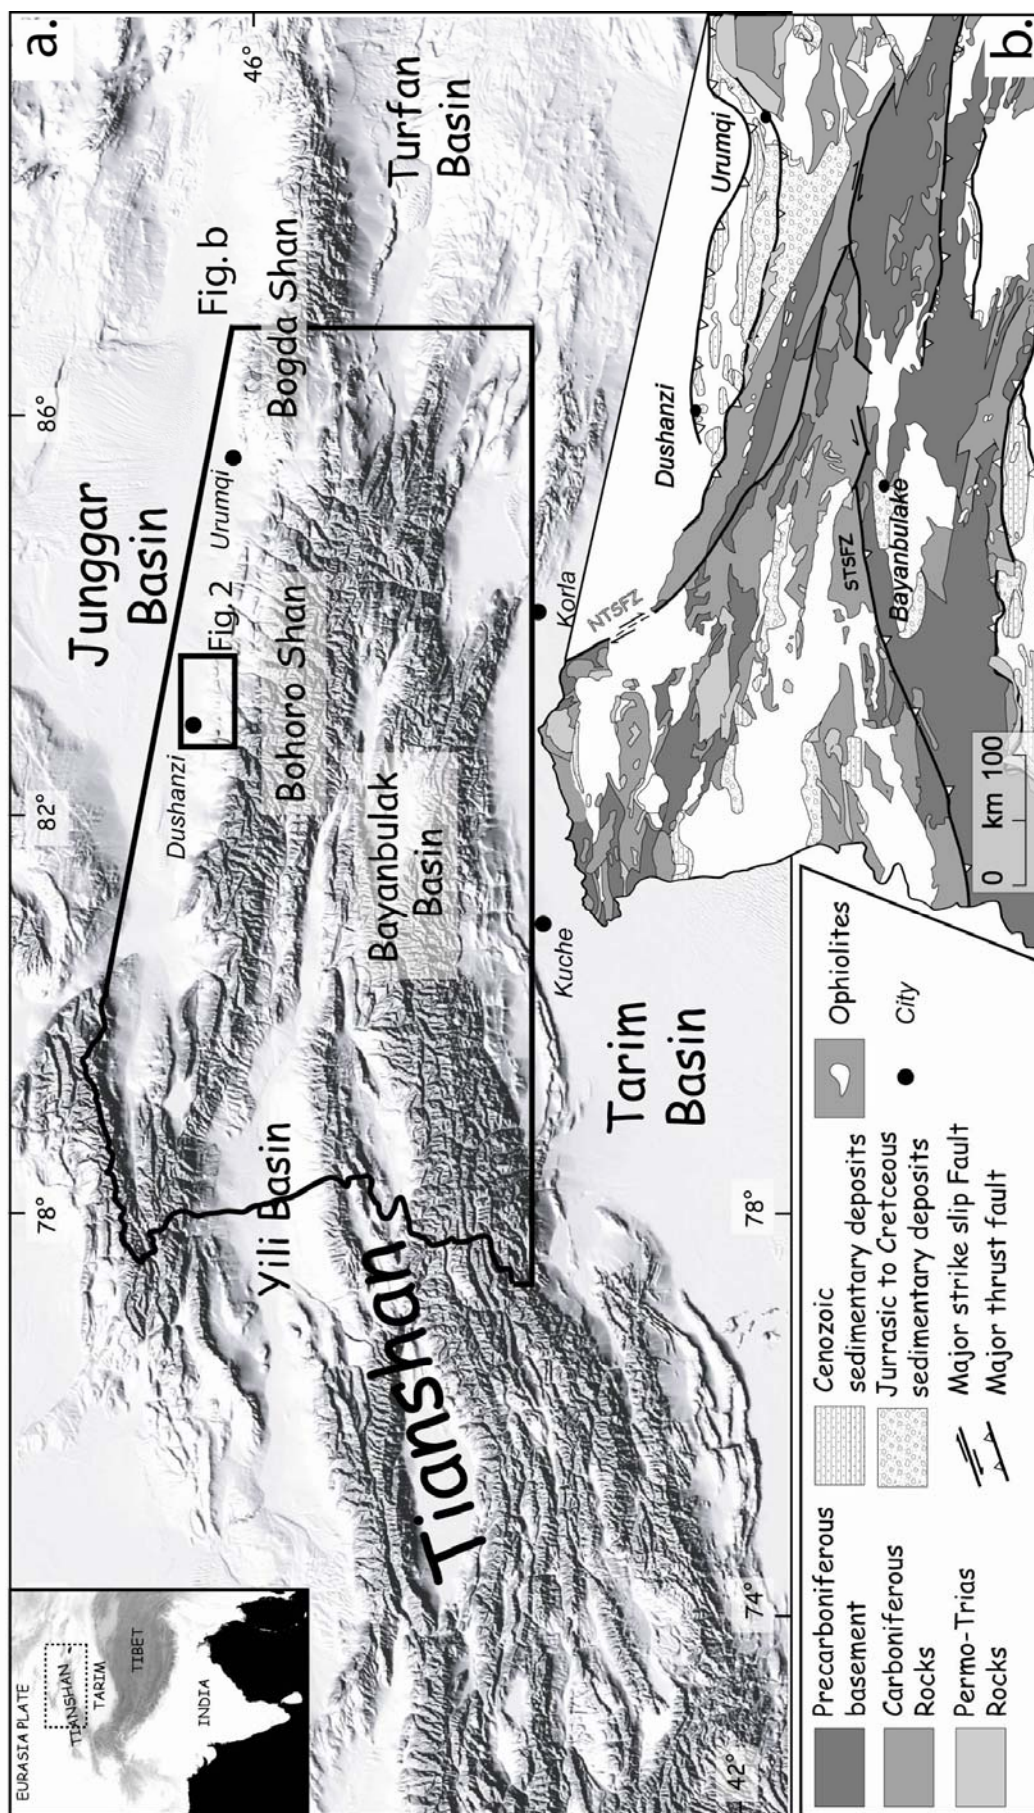 a.
EURASIA PLATE
TIANSHAN
TARIM
TIBET
INDIA
78°
82°
86°
46°
Junggar
Basin
Dushanzi
Fig. 2
Urumqi
Fig. b
Bohoro Shan
Bogda Shan
Turfan
Basin
Yili Basin
Bayanbulak
Basin
Tianshan
s
Kuche
Korla
Tarim
Basin
42°
74°
78°
Precarboniferous
basement
Carboniferous
Rocks
Permo-Trias
Rocks
Cenozoic
sedimentary deposits
Jurrasic to Cretceous
sedimentary deposits
Major strike slip Fault
Major thrust fault
Ophiolites
City
b.
NTSFZ
Dushanzi
Urumqi
STSFZ
Bayanbulake
0 km 100